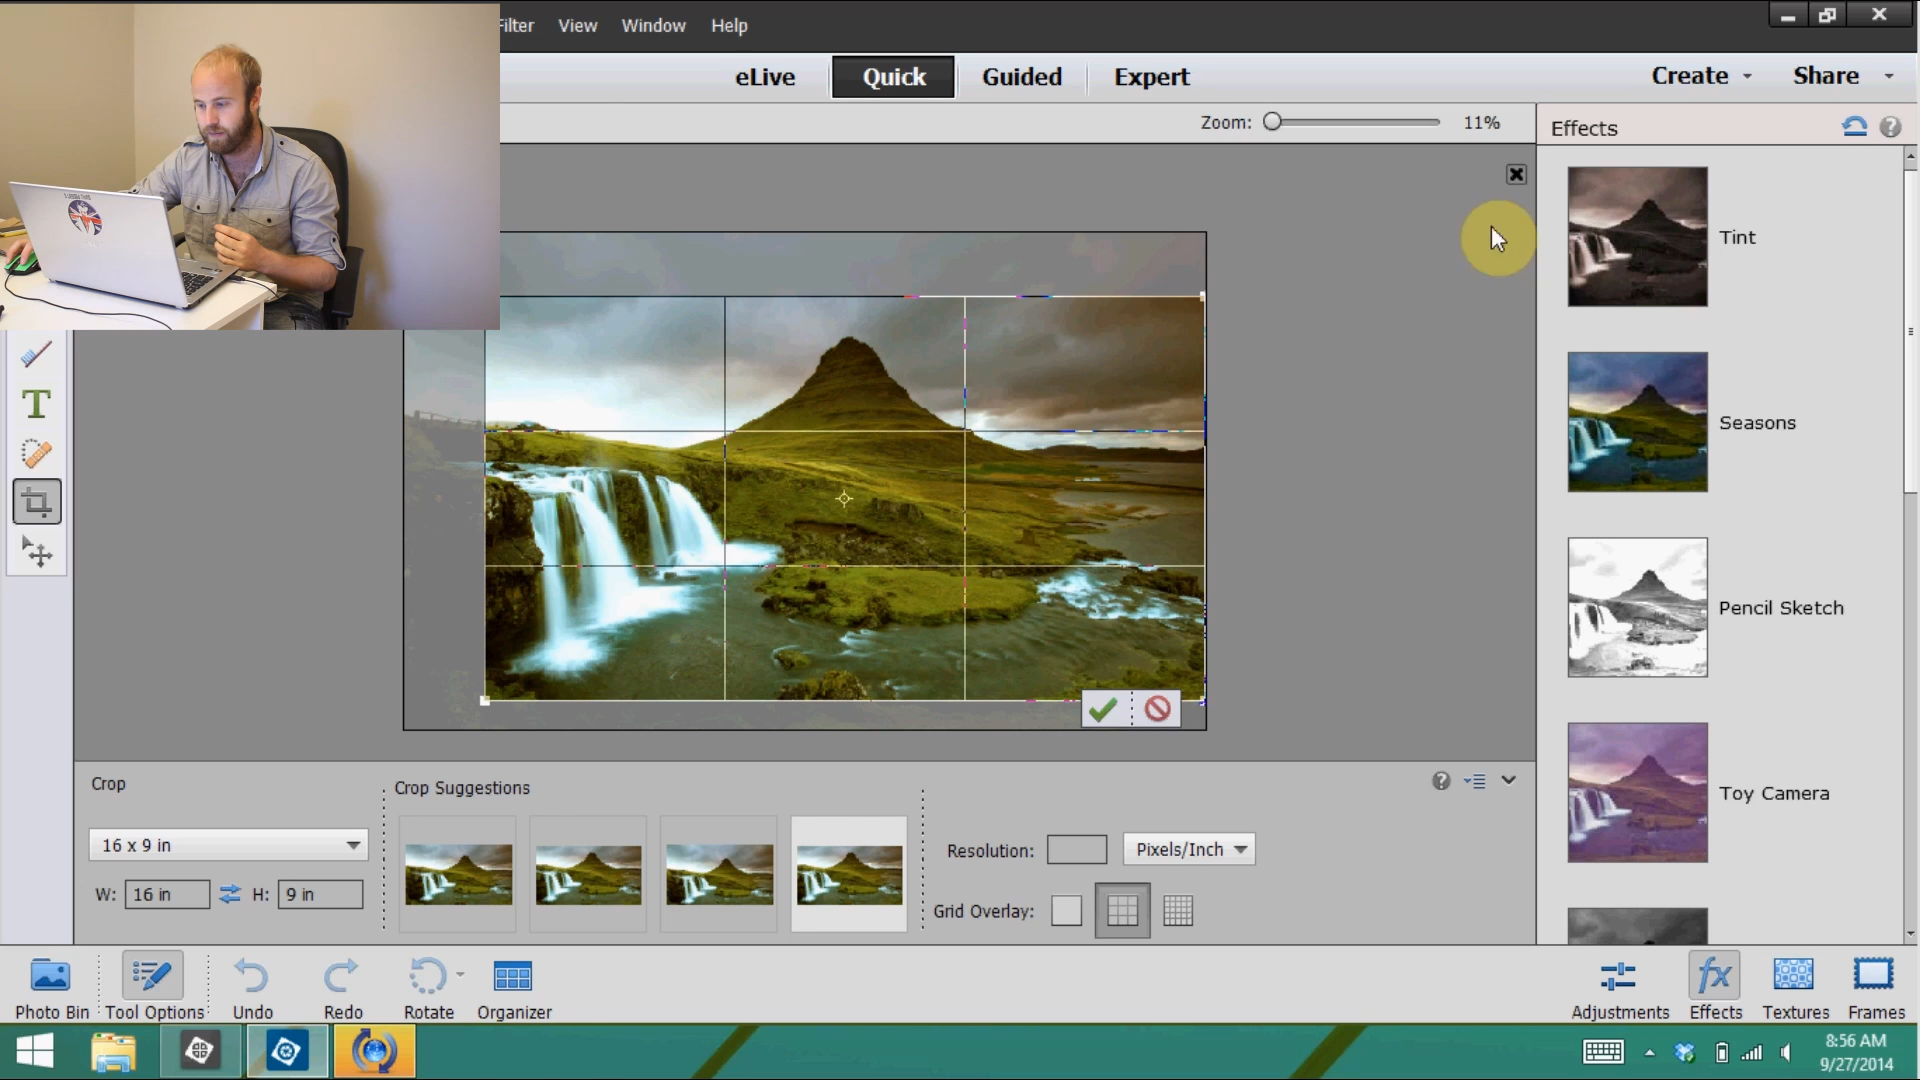 Filter View Window Help
eLive Quick Guided Expert Create Share
Zoom: 11%
Effects
Tint
Seasons
Pencil Sketch
Toy Camera
Crop
Crop Suggestions
16 x 9 in
W: 16 in H: 9 in
Resolution: Pixels/Inch
Grid Overlay:
Photo Bin Tool Options Undo Redo Rotate Organizer
Adjustments Effects Textures Frames
8:56 AM
9/27/2014